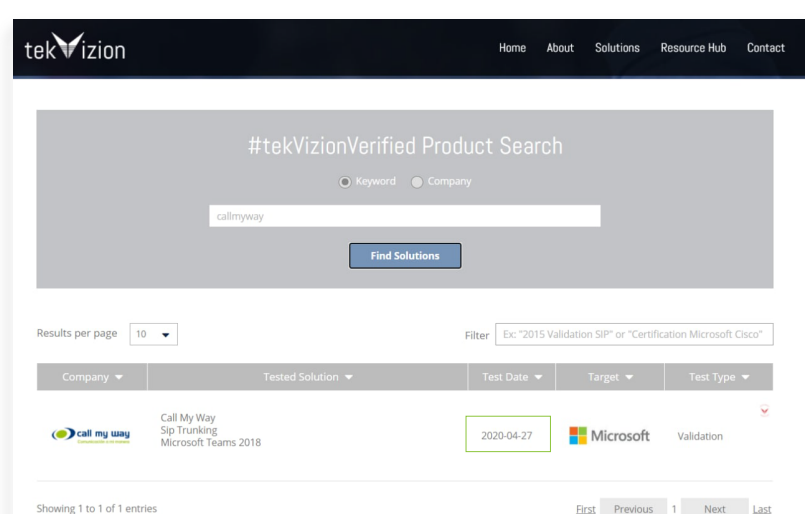 tekVizion
Home About Solutions Resource Hub Contact
#tekVizionVerified Product Search
Keyword Company
callmyway
Find Solutions
Results per page 10
Filter Ex: "2015 Validation SIP" or "Certification Microsoft Cisco"
Company Tested Solution Test Date Target Test Type
call my way
Call My Way
Sip Trunking
Microsoft Teams 2018
2020-04-27 Microsoft Validation
Showing 1 to 1 of 1 entries First Previous 1 Next Last